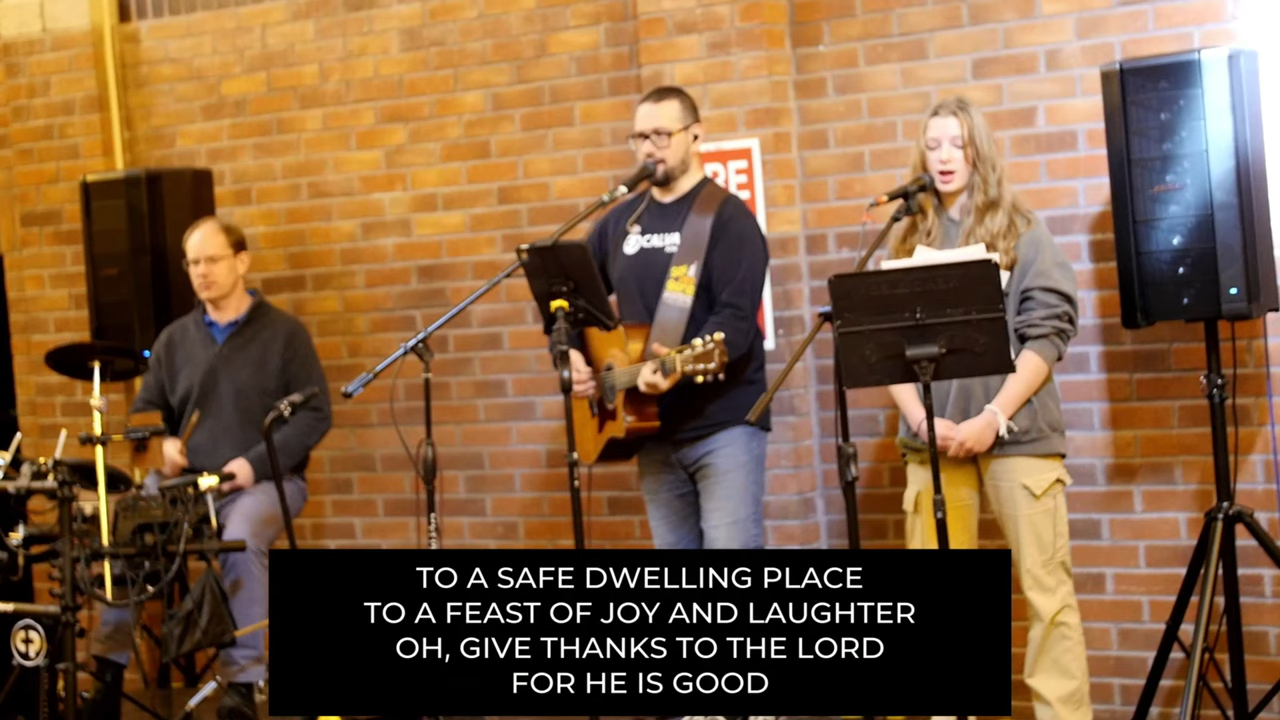 CALVA
TO A SAFE DWELLING PLACE
TO A FEAST OF JOY AND LAUGHTER
OH, GIVE THANKS TO THE LORD
FOR HE IS GOOD